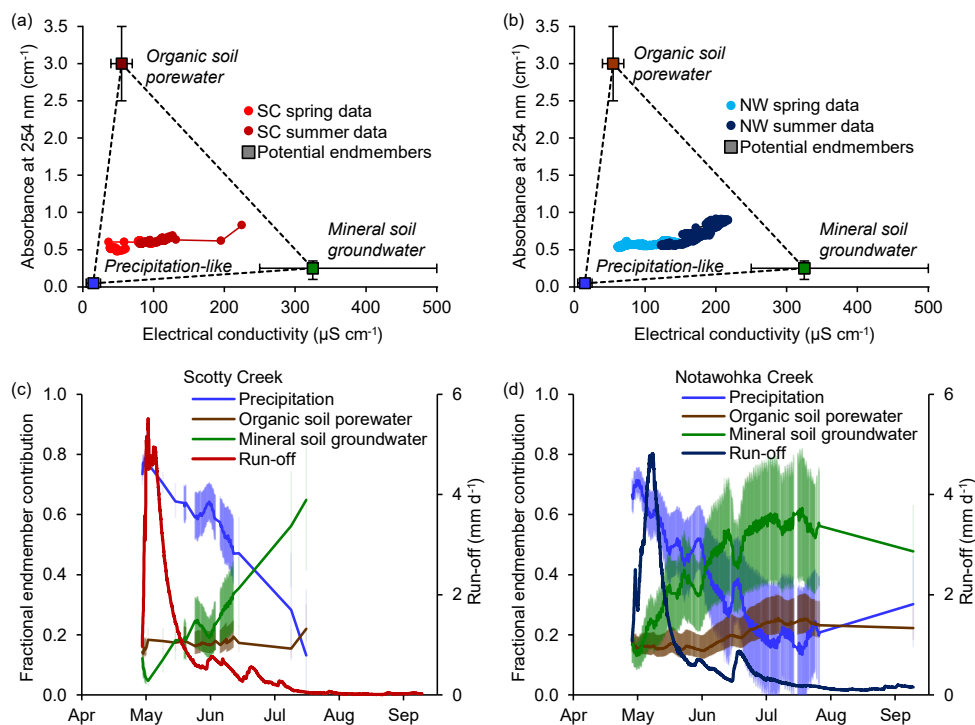 (a)
3.5
3.0
2.5
2.0
1.5
1.0
0.5
0.0
Absorbance at 254 nm (cm⁻¹)
Organic soil
porewater
SC spring data
SC summer data
Potential endmembers
Mineral soil
groundwater
Precipitation-like
0 100 200 300 400 500
Electrical conductivity (µS cm⁻¹)
(b)
3.5
3.0
2.5
2.0
1.5
1.0
0.5
0.0
Absorbance at 254 nm (cm⁻¹)
Organic soil
porewater
NW spring data
NW summer data
Potential endmembers
Mineral soil
groundwater
Precipitation-like
0 100 200 300 400 500
Electrical conductivity (µS cm⁻¹)
(c)
Scotty Creek
Precipitation
Organic soil porewater
Mineral soil groundwater
Run-off
1.0
0.8
0.6
0.4
0.2
0.0
Fractional endmember contribution
6
4
2
0
Run-off (mm d⁻¹)
Apr May Jun Jul Aug Sep
(d)
Notawohka Creek
Precipitation
Organic soil porewater
Mineral soil groundwater
Run-off
1.0
0.8
0.6
0.4
0.2
0.0
Fractional endmember contribution
6
4
2
0
Run-off (mm d⁻¹)
Apr May Jun Jul Aug Sep